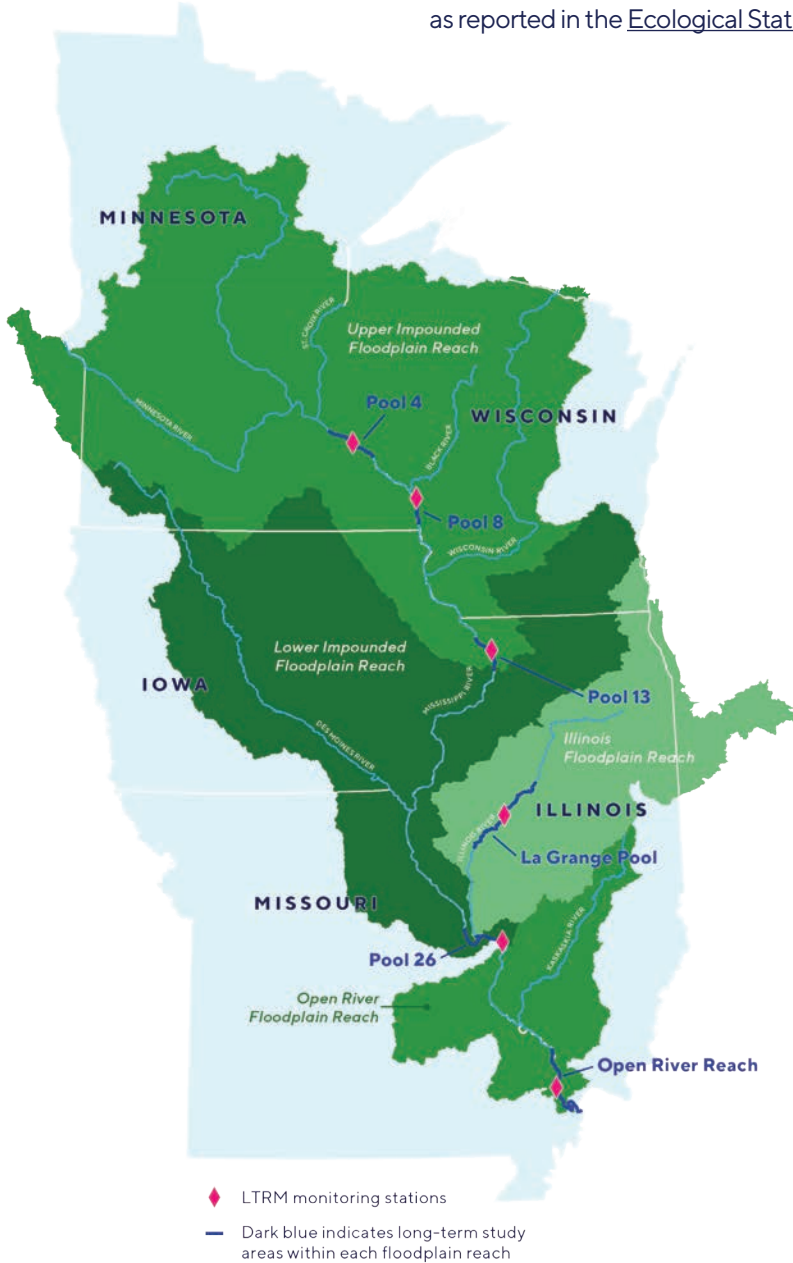 as reported in the Ecological Stat
MINNESOTA
ST. CROIX RIVER
Upper Impounded
Floodplain Reach
Pool 4
WISCONSIN
MINNESOTA RIVER
BLACK RIVER
Pool 8
WISCONSIN RIVER
Lower Impounded
Floodplain Reach
IOWA
MISSISSIPPI RIVER
Pool 13
DES MOINES RIVER
Illinois
Floodplain Reach
ILLINOIS
ILLINOIS RIVER
La Grange Pool
MISSOURI
KASKASKIA RIVER
Pool 26
Open River
Floodplain Reach
Open River Reach
LTRM monitoring stations
Dark blue indicates long-term study
areas within each floodplain reach